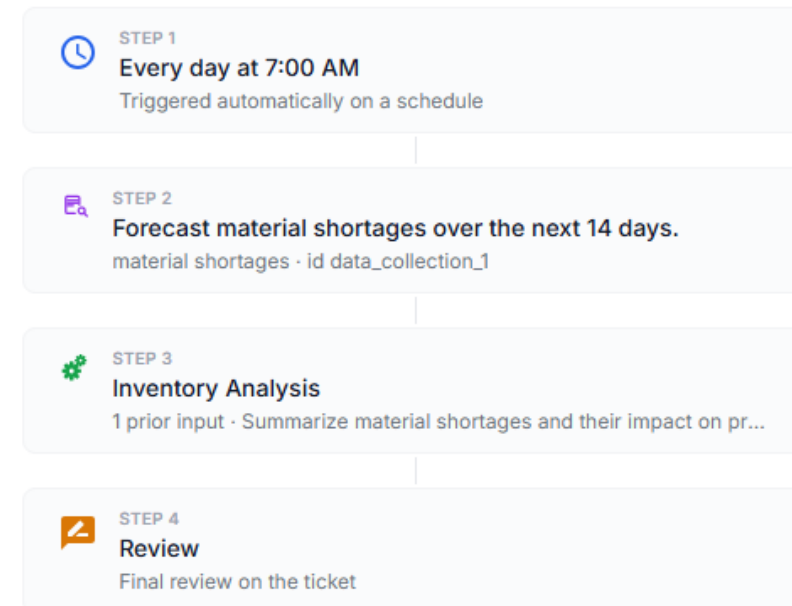 STEP 1
Every day at 7:00 AM
Triggered automatically on a schedule
STEP 2
Forecast material shortages over the next 14 days.
material shortages · id data_collection_1
STEP 3
Inventory Analysis
1 prior input · Summarize material shortages and their impact on pr...
STEP 4
Review
Final review on the ticket